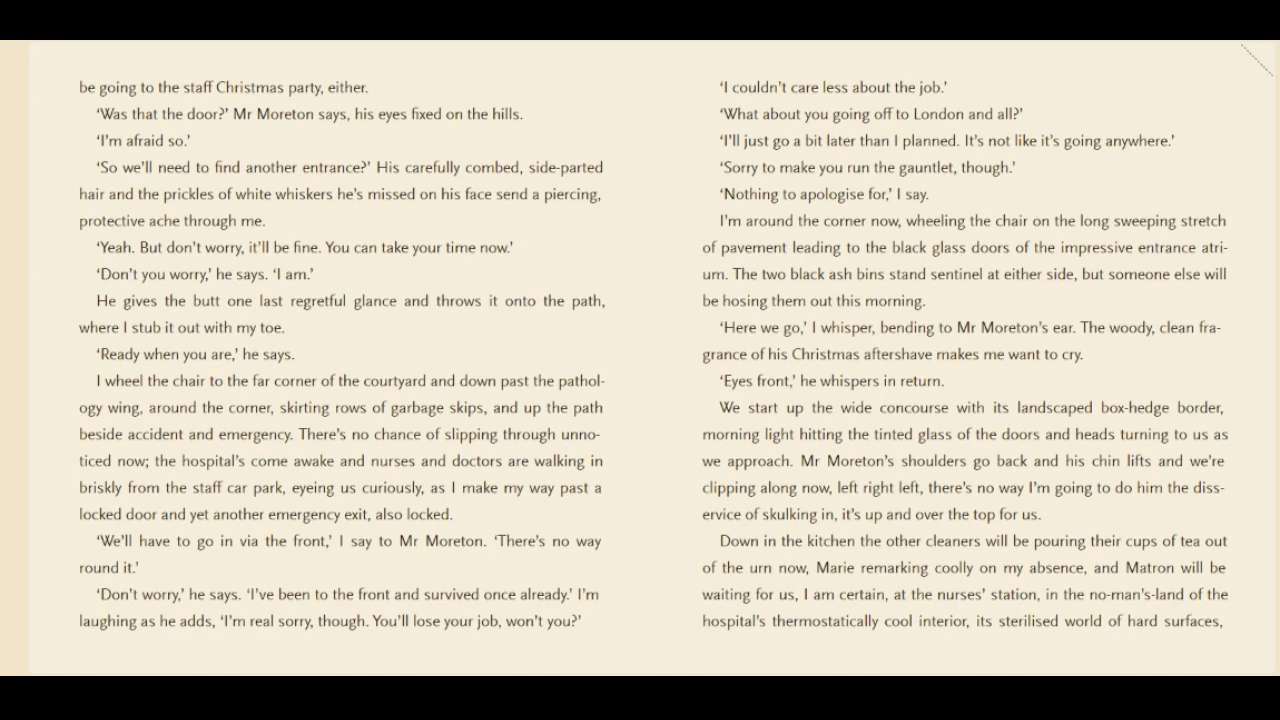 be going to the staff Christmas party, either.
‘Was that the door?’ Mr Moreton says, his eyes fixed on the hills.
‘I’m afraid so.’
‘So we’ll need to find another entrance?’ His carefully combed, side-parted
hair and the prickles of white whiskers he’s missed on his face send a piercing,
protective ache through me.
‘Yeah. But don’t worry, it’ll be fine. You can take your time now.’
‘Don’t you worry,’ he says. ‘I am.’
He gives the butt one last regretful glance and throws it onto the path,
where I stub it out with my toe.
‘Ready when you are,’ he says.
I wheel the chair to the far corner of the courtyard and down past the pathol-
ogy wing, around the corner, skirting rows of garbage skips, and up the path
beside accident and emergency. There’s no chance of slipping through unno-
ticed now; the hospital’s come awake and nurses and doctors are walking in
briskly from the staff car park, eyeing us curiously, as I make my way past a
locked door and yet another emergency exit, also locked.
‘We’ll have to go in via the front,’ I say to Mr Moreton. ‘There’s no way
round it.’
‘Don’t worry,’ he says. ‘I’ve been to the front and survived once already.’ I’m
laughing as he adds, ‘I’m real sorry, though. You’ll lose your job, won’t you?’
‘I couldn’t care less about the job.’
‘What about you going off to London and all?’
‘I’ll just go a bit later than I planned. It’s not like it’s going anywhere.’
‘Sorry to make you run the gauntlet, though.’
‘Nothing to apologise for,’ I say.
I’m around the corner now, wheeling the chair on the long sweeping stretch
of pavement leading to the black glass doors of the impressive entrance atri-
um. The two black ash bins stand sentinel at either side, but someone else will
be hosing them out this morning.
‘Here we go,’ I whisper, bending to Mr Moreton’s ear. The woody, clean fra-
grance of his Christmas aftershave makes me want to cry.
‘Eyes front,’ he whispers in return.
We start up the wide concourse with its landscaped box-hedge border,
morning light hitting the tinted glass of the doors and heads turning to us as
we approach. Mr Moreton’s shoulders go back and his chin lifts and we’re
clipping along now, left right left, there’s no way I’m going to do him the diss-
ervice of skulking in, it’s up and over the top for us.
Down in the kitchen the other cleaners will be pouring their cups of tea out
of the urn now, Marie remarking coolly on my absence, and Matron will be
waiting for us, I am certain, at the nurses’ station, in the no-man’s-land of the
hospital’s thermostatically cool interior, its sterilised world of hard surfaces,